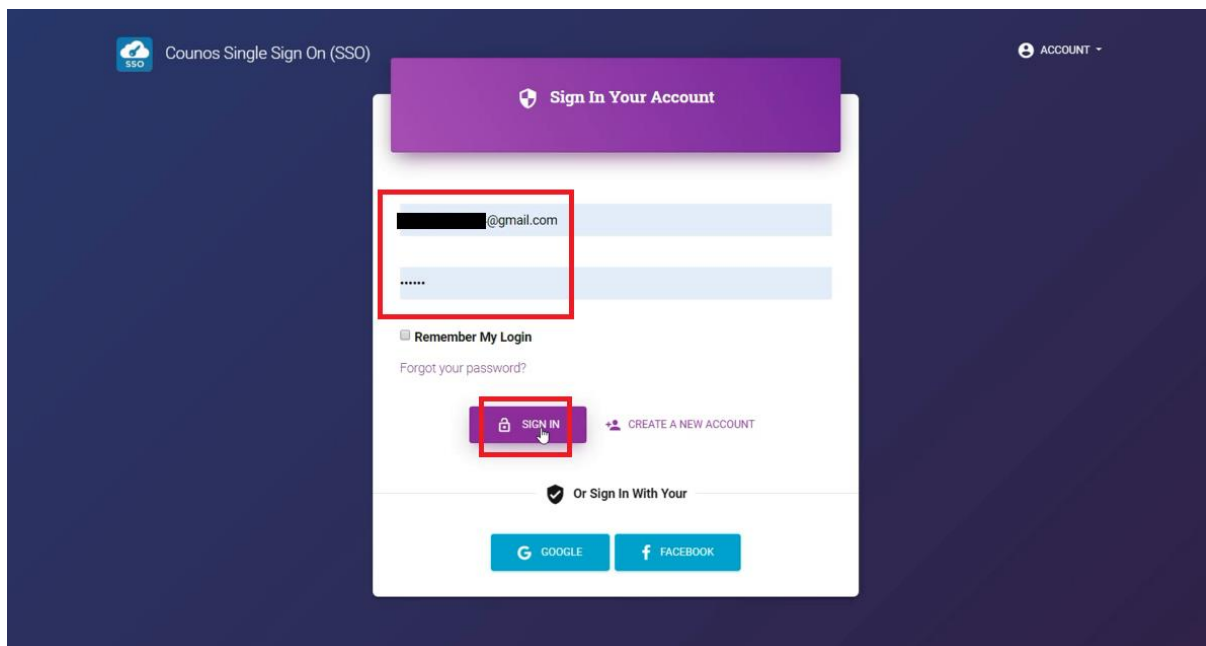 SSO
Counos Single Sign On (SSO)
ACCOUNT
Sign In Your Account
@gmail.com
••••••
Remember My Login
Forgot your password?
SIGN IN
CREATE A NEW ACCOUNT
Or Sign In With Your
G GOOGLE
f FACEBOOK